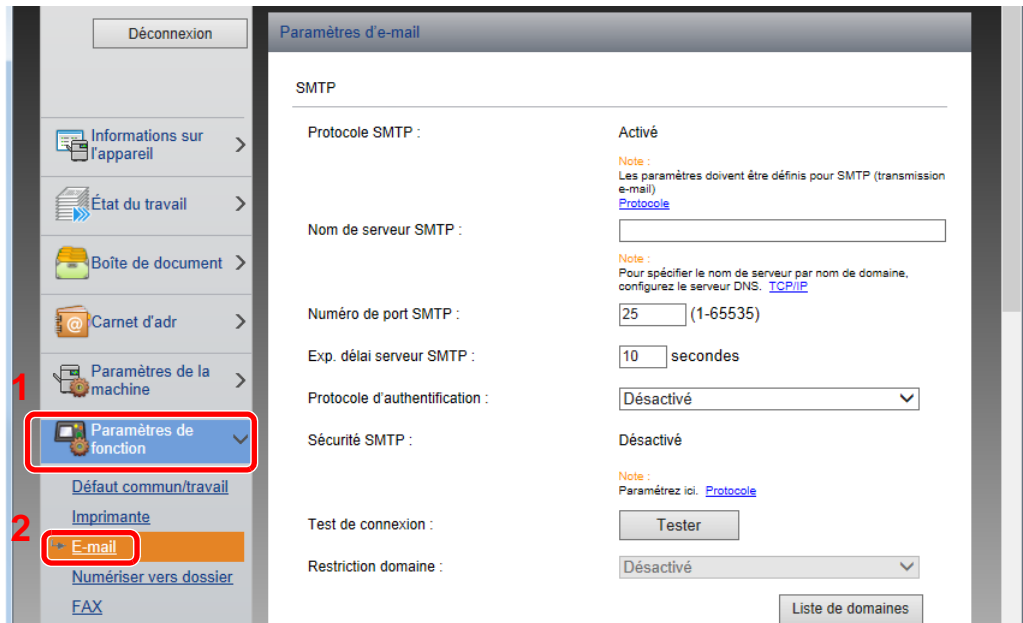 Déconnexion
Informations sur
l'appareil
État du travail
Boîte de document
Carnet d'adr
Paramètres de la
machine
1
Paramètres de
fonction
Défaut commun/travail
Imprimante
2
E-mail
Numériser vers dossier
FAX
Paramètres d'e-mail
SMTP
Protocole SMTP :
Activé
Note :
Les paramètres doivent être définis pour SMTP (transmission
e-mail)
Protocole
Nom de serveur SMTP :
Note :
Pour spécifier le nom de serveur par nom de domaine,
configurez le serveur DNS. TCP/IP
Numéro de port SMTP :
25 (1-65535)
Exp. délai serveur SMTP :
10 secondes
Protocole d'authentification :
Désactivé
Sécurité SMTP :
Désactivé
Note :
Paramétrez ici. Protocole
Test de connexion :
Tester
Restriction domaine :
Désactivé
Liste de domaines